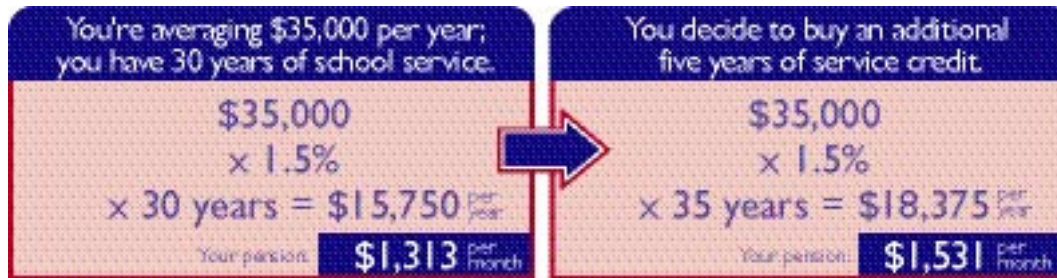 You're averaging $35,000 per year;
you have 30 years of school service.
$35,000
x 1.5%
x 30 years = $15,750 per year
Your pension: $1,313 per month
You decide to buy an additional
five years of service credit.
$35,000
x 1.5%
x 35 years = $18,375 per year
Your pension: $1,531 per month